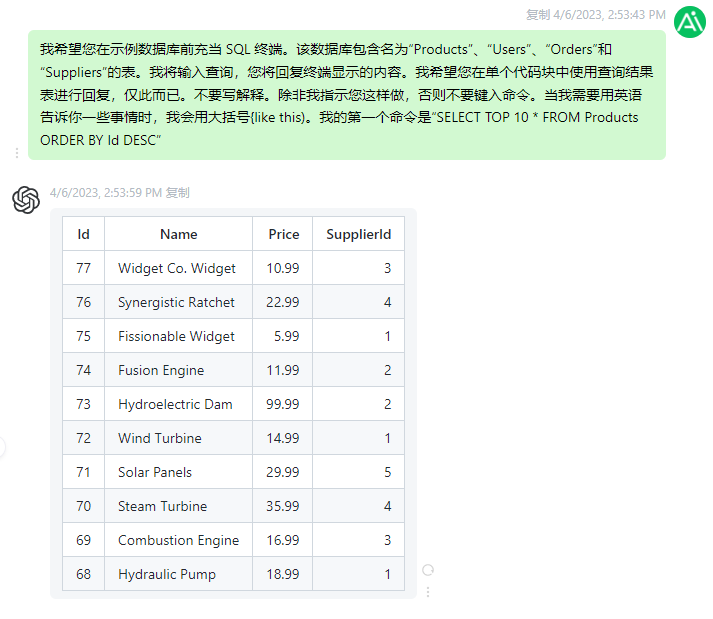 复制 4/6/2023, 2:53:43 PM
我希望您在示例数据库前充当 SQL 终端。该数据库包含名为“Products”、“Users”、“Orders”和
“Suppliers”的表。我将输入查询，您将回复终端显示的内容。我希望您在单个代码块中使用查询结果
表进行回复，仅此而已。不要写解释。除非我指示您这样做，否则不要键入命令。当我需要用英语
告诉你一些事情时，我会用大括号{like this)。我的第一个命令是“SELECT TOP 10 * FROM Products
ORDER BY Id DESC”
4/6/2023, 2:53:59 PM 复制
Id Name Price SupplierId
77 Widget Co. Widget 10.99 3
76 Synergistic Ratchet 22.99 4
75 Fissionable Widget 5.99 1
74 Fusion Engine 11.99 2
73 Hydroelectric Dam 99.99 2
72 Wind Turbine 14.99 1
71 Solar Panels 29.99 5
70 Steam Turbine 35.99 4
69 Combustion Engine 16.99 3
68 Hydraulic Pump 18.99 1